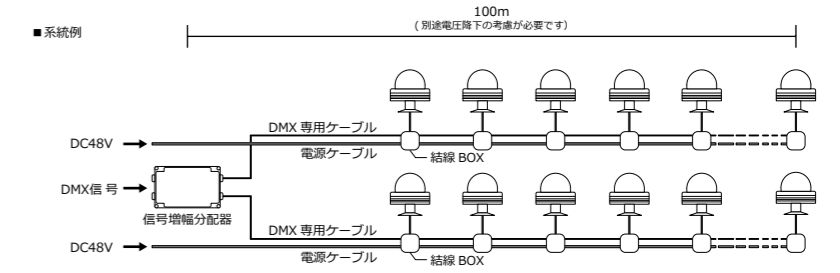 100m
(別途電圧降下の考慮が必要です)
■系統例
DMX 専用ケーブル
DC48V
電源ケーブル
結線 BOX
DMX信 号
信号増幅分配器
DMX 専用ケーブル
DC48V
電源ケーブル
結線 BOX